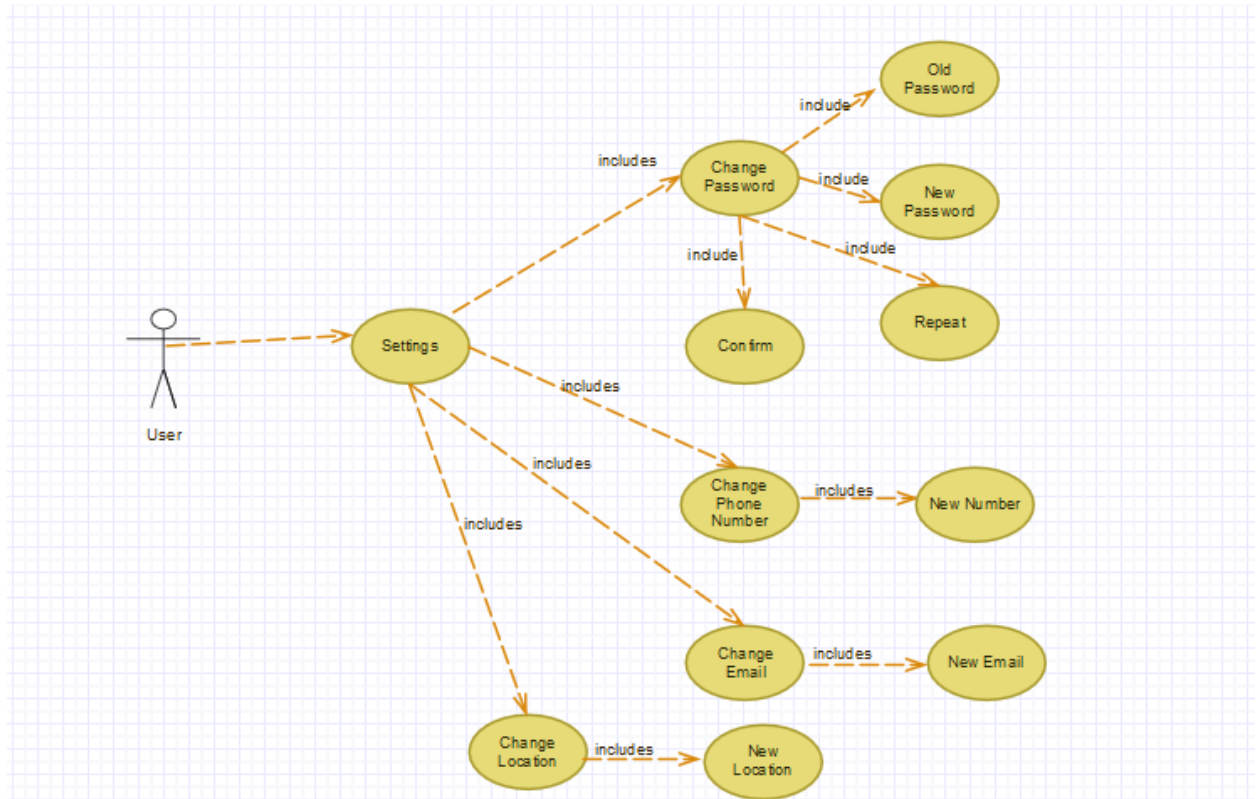 Old
Password
include
includes
Change
Password
include
New
Password
include
include
Repeat
Confirm
Settings
User
includes
includes
Change
Phone
Number
includes
New Number
includes
Change
Email
includes
New Email
Change
Location
includes
New
Location